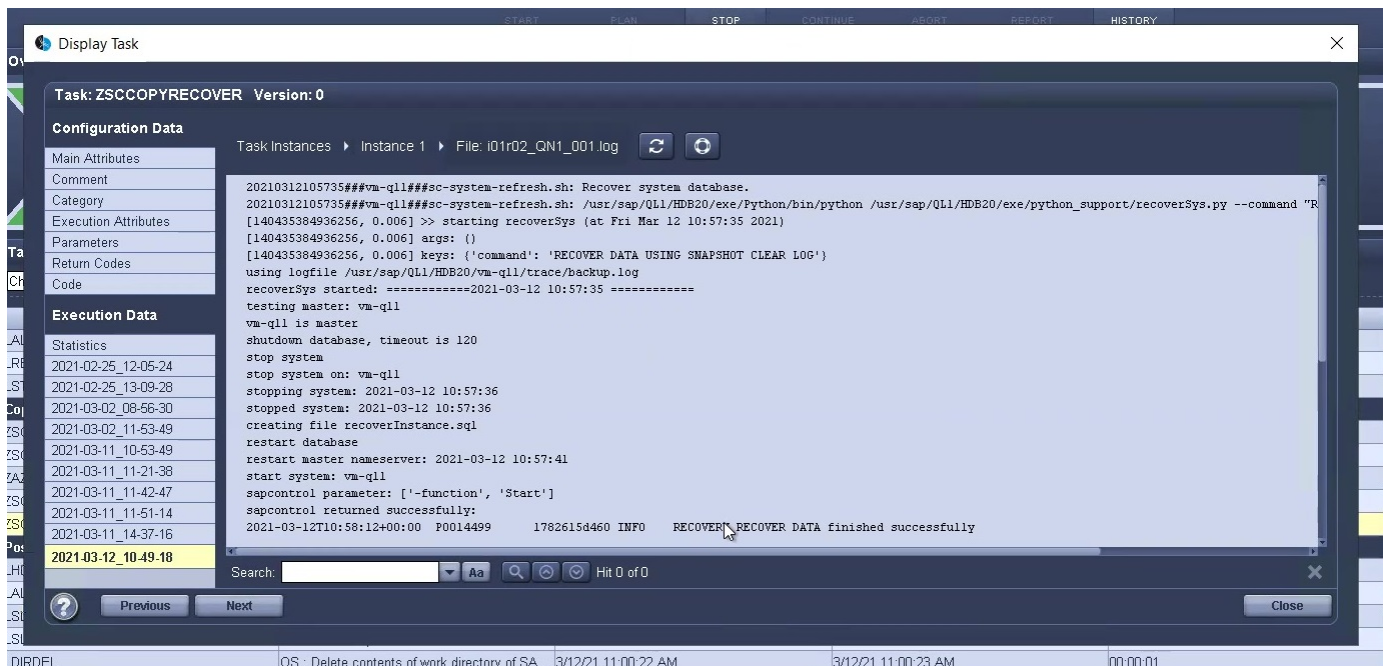 START PLAN STOP CONTINUE ABORT REPORT HISTORY
Display Task
Task: ZSCCOPYRECOVER Version: 0
Configuration Data
Main Attributes
Comment
Category
Execution Attributes
Parameters
Return Codes
Code
Execution Data
Statistics
2021-02-25_12-05-24
2021-02-25_13-09-28
2021-03-02_08-56-30
2021-03-02_11-53-49
2021-03-11_10-53-49
2021-03-11_11-21-38
2021-03-11_11-42-47
2021-03-11_11-51-14
2021-03-11_14-37-16
2021-03-12_10-49-18
Task Instances Instance 1 File: i01r02_QN1_001.log
20210312105735###vm-ql1###sc-system-refresh.sh: Recover system database.
20210312105735###vm-ql1###sc-system-refresh.sh: /usr/sap/QL1/HDB20/exe/Python/bin/python /usr/sap/QL1/HDB20/exe/python_support/recoverSys.py --command "R
[140435384936256, 0.006] >> starting recoverSys (at Fri Mar 12 10:57:35 2021)
[140435384936256, 0.006] args: ()
[140435384936256, 0.006] keys: {'command': 'RECOVER DATA USING SNAPSHOT CLEAR LOG'}
using logfile /usr/sap/QL1/HDB20/vm-ql1/trace/backup.log
recoverSys started: ============2021-03-12 10:57:35 ============
testing master: vm-ql1
vm-ql1 is master
shutdown database, timeout is 120
stop system
stop system on: vm-ql1
stopping system: 2021-03-12 10:57:36
stopped system: 2021-03-12 10:57:36
creating file recoverInstance.sql
restart database
restart master nameserver: 2021-03-12 10:57:41
start system: vm-ql1
sapcontrol parameter: ['-function', 'Start']
sapcontrol returned successfully:
2021-03-12T10:58:12+00:00 P0014499 1782615d460 INFO RECOVERY RECOVER DATA finished successfully
Search: Aa Hit 0 of 0
? Previous Next Close
DIRDEL OS : Delete contents of work directory of SA 3/12/21 11:00:22 AM 3/12/21 11:00:23 AM 00:00:01